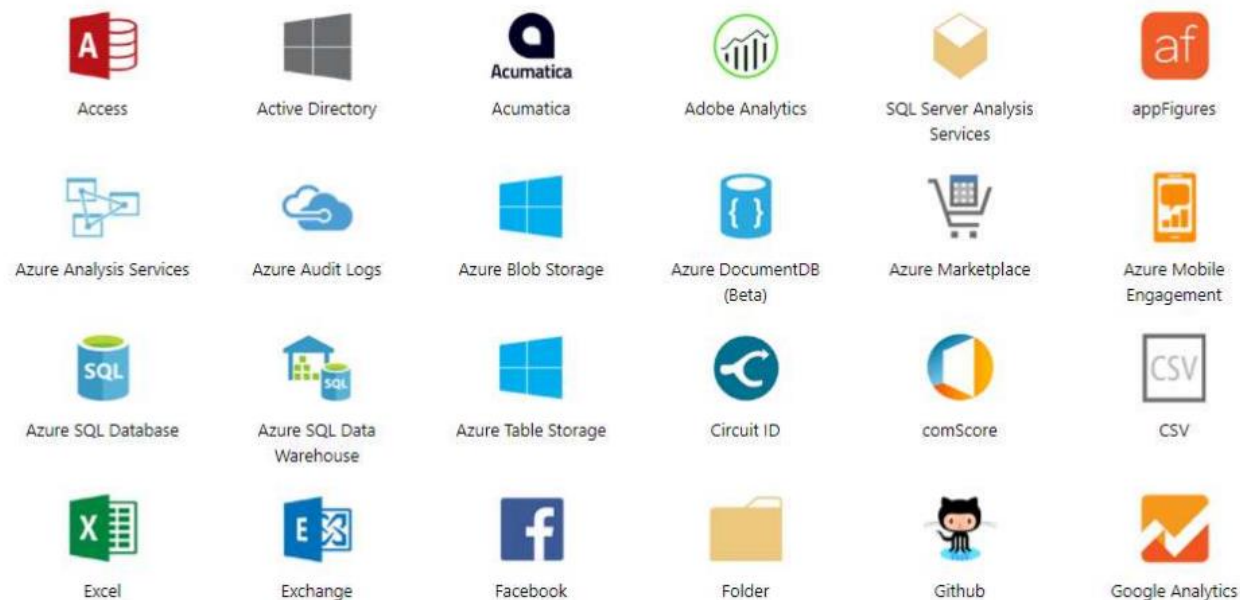 A
Acumatica
af
Access
Active Directory
Acumatica
Adobe Analytics
SQL Server Analysis
Services
appFigures
{ }
Azure Analysis Services
Azure Audit Logs
Azure Blob Storage
Azure DocumentDB
(Beta)
Azure Marketplace
Azure Mobile
Engagement
SQL
SQL
CSV
Azure SQL Database
Azure SQL Data
Warehouse
Azure Table Storage
Circuit ID
comScore
CSV
X
E
f
Excel
Exchange
Facebook
Folder
Github
Google Analytics